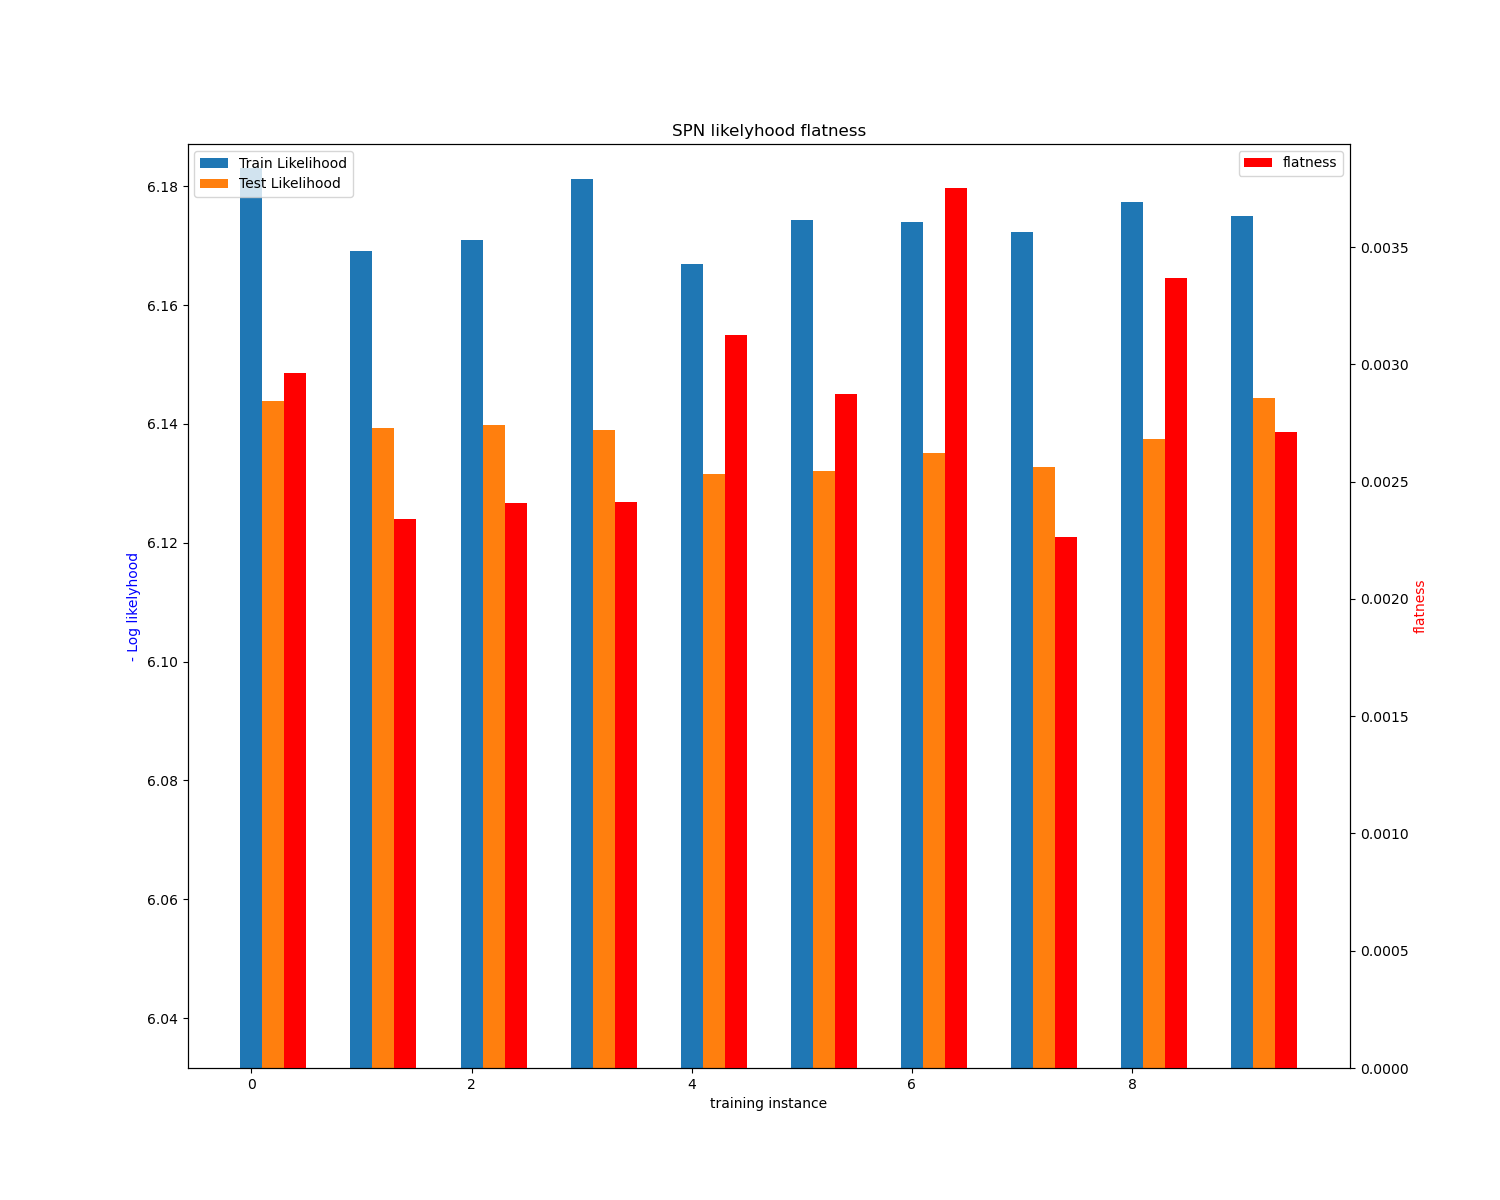 SPN likelyhood flatness
Train Likelihood
Test Likelihood
flatness
6.18
6.16
6.14
6.12
6.10
6.08
6.06
6.04
- Log likelyhood
0.0035
0.0030
0.0025
0.0020
0.0015
0.0010
0.0005
0.0000
flatness
0 2 4 6 8
training instance